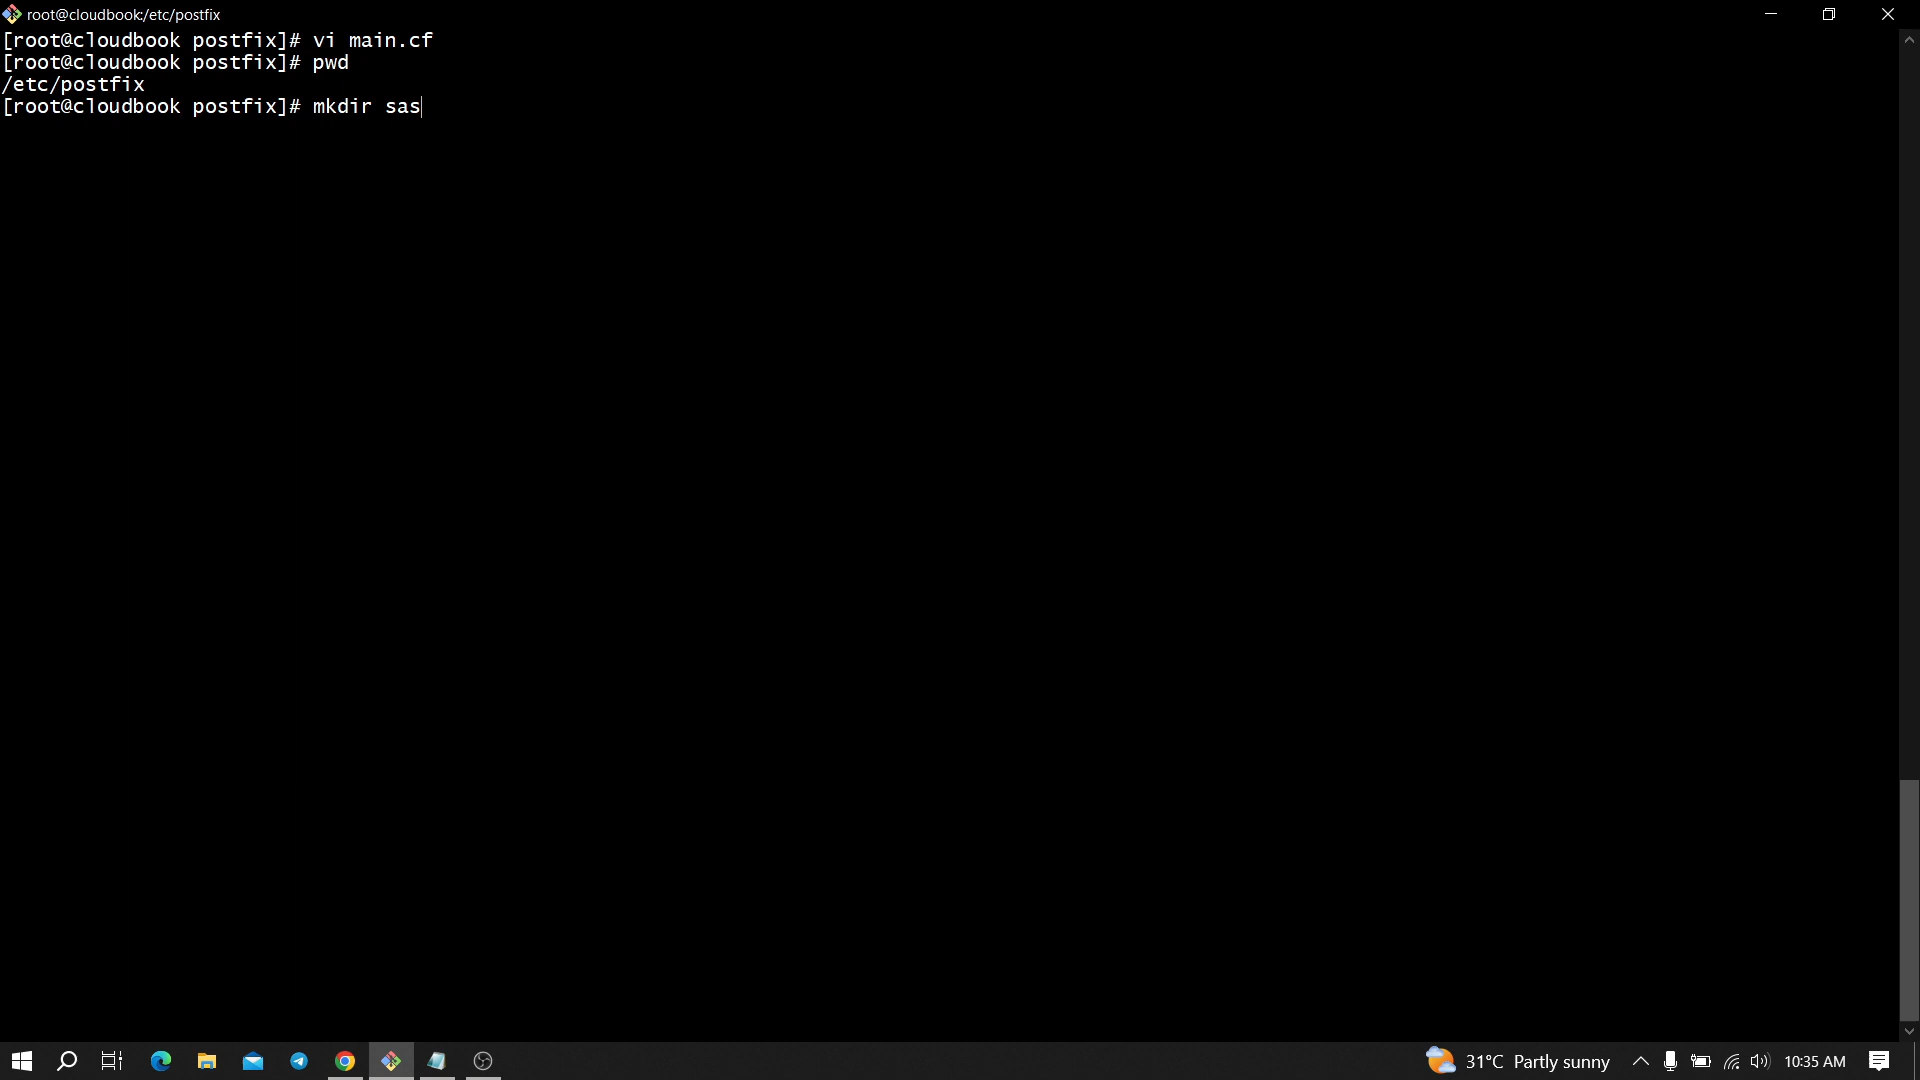 root@cloudbook:/etc/postfix
[root@cloudbook postfix]# vi main.cf
[root@cloudbook postfix]# pwd
/etc/postfix
[root@cloudbook postfix]# mkdir sas
31°C Partly sunny
10:35 AM